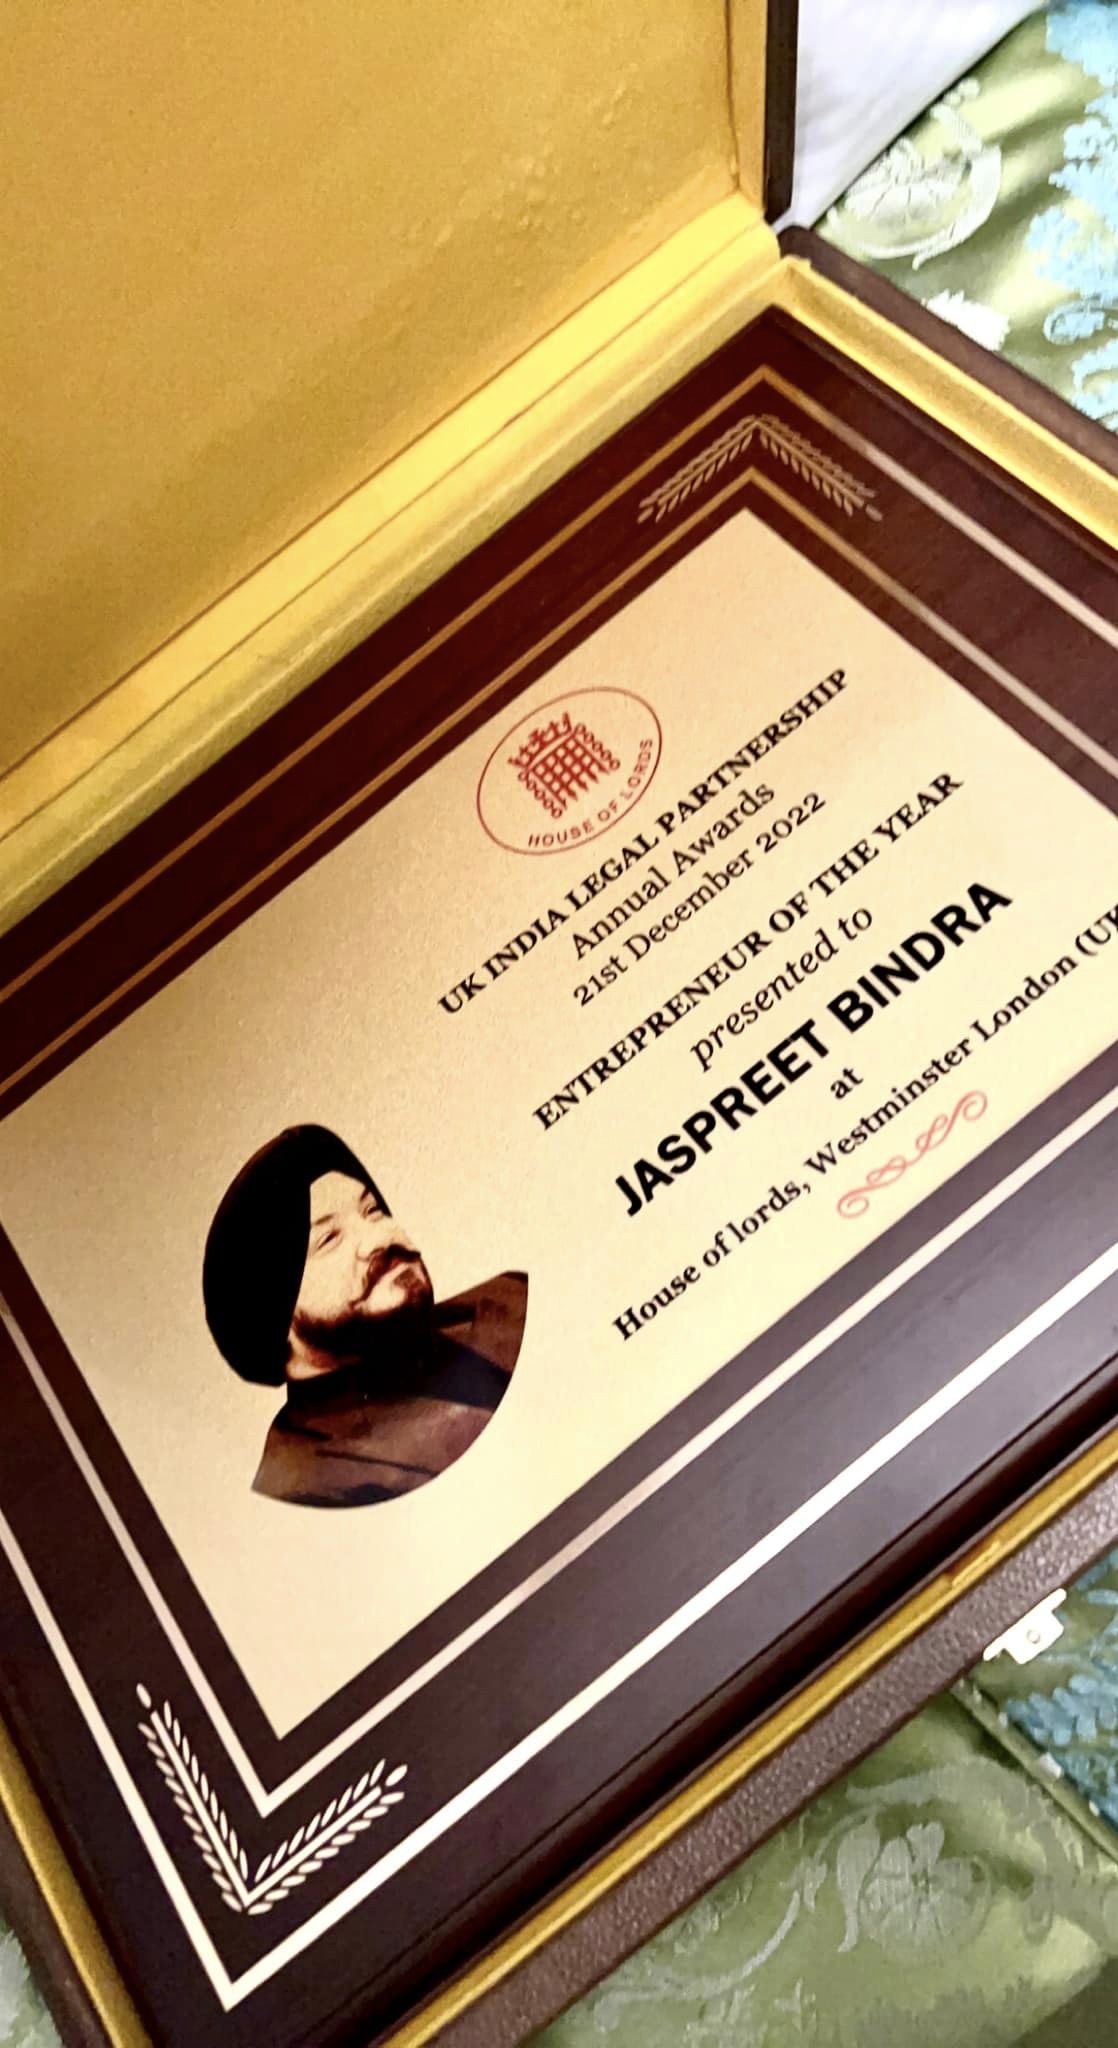 HOUSE OF LORDS
UK INDIA LEGAL PARTNERSHIP
Annual Awards
21st December 2022
ENTREPRENEUR OF THE YEAR
presented to
JASPREET BINDRA
at
House of lords, Westminster London (UK